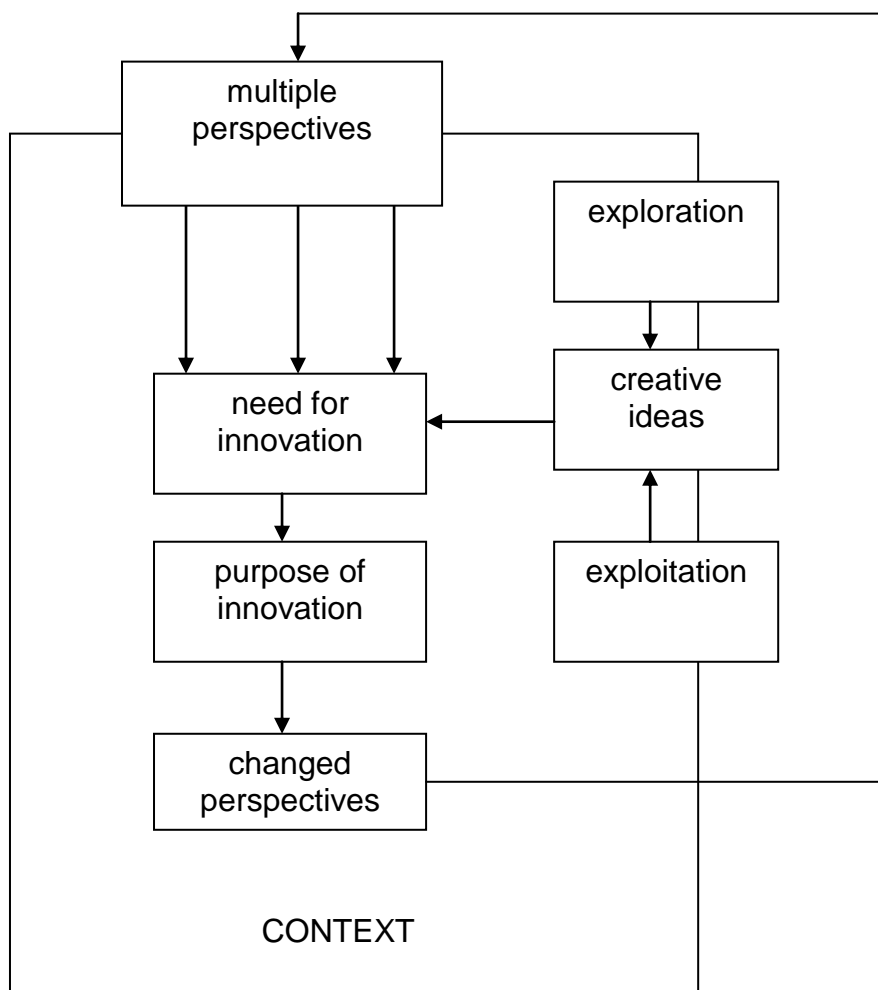 multiple
perspectives
exploration
creative
ideas
need for
innovation
purpose of
innovation
exploitation
changed
perspectives
CONTEXT